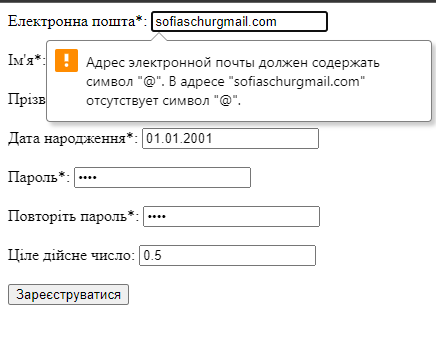 Електронна пошта*: sofiaschurgmail.com
Ім'я*:
Адрес электронной почты должен содержать
символ "@". В адресе "sofiaschurgmail.com"
отсутствует символ "@".
Прізв
Дата народження*: 01.01.2001
Пароль*: ••••
Повторіть пароль*: ••••
Ціле дійсне число: 0.5
Зареєструватися